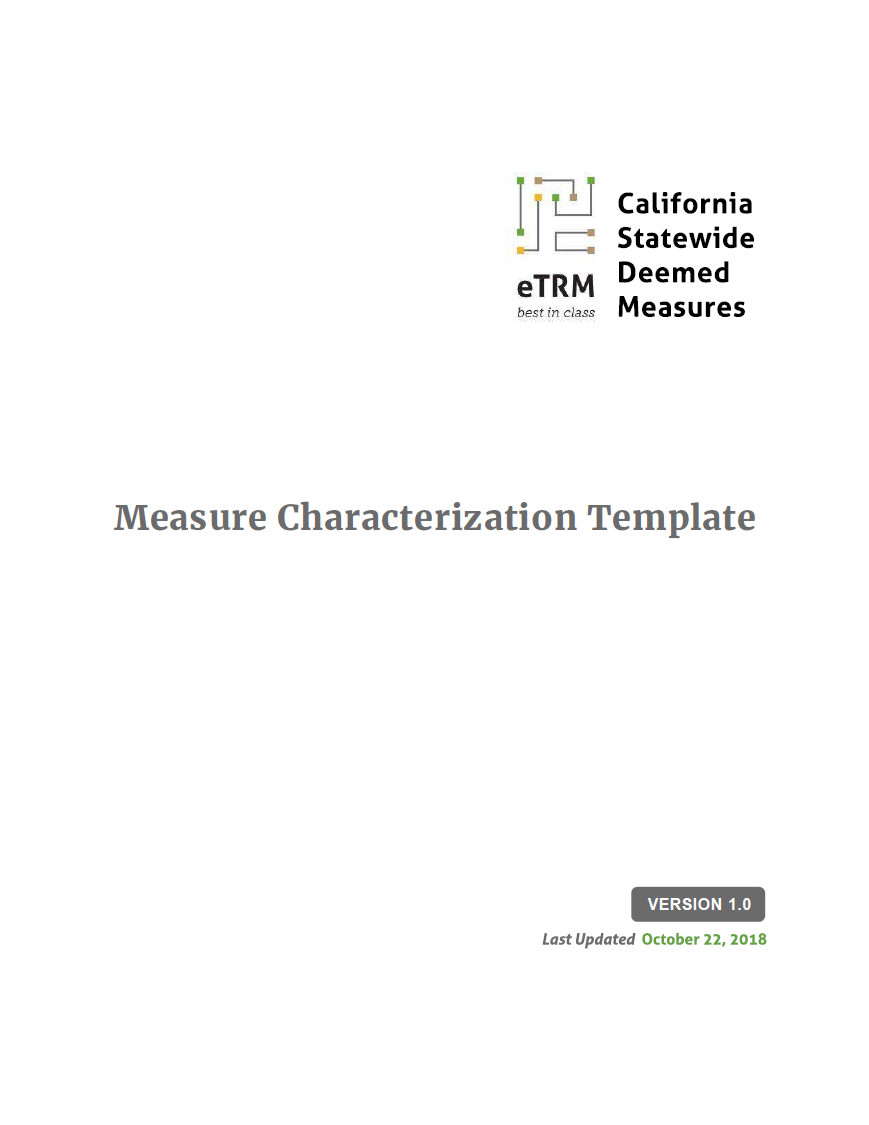 California
Statewide
Deemed
Measures
eTRM
best in class
Measure Characterization Template
VERSION 1.0
Last Updated October 22, 2018